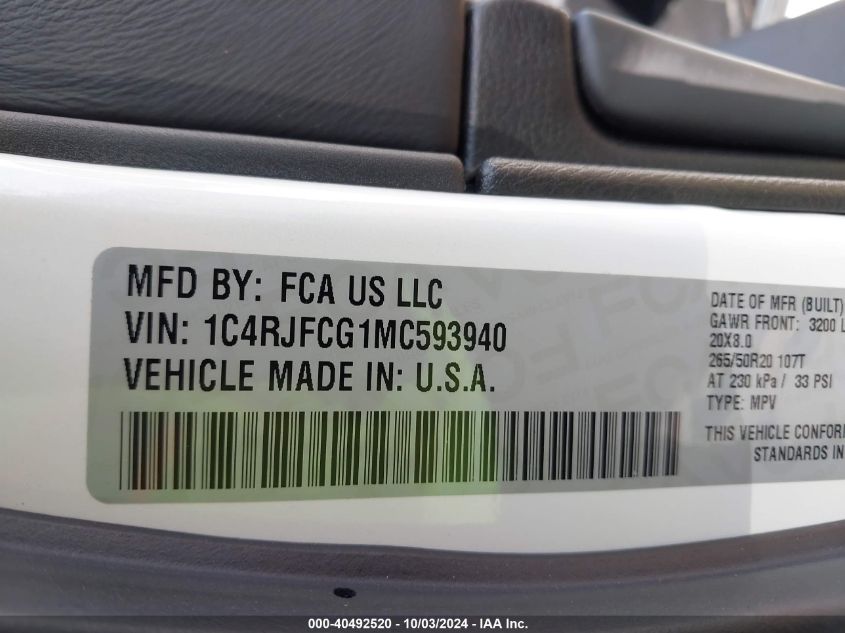 MFD BY: FCA US LLC
VIN: 1C4RJFCG1MC593940
VEHICLE MADE IN: U.S.A.
DATE OF MFR (BUILT)
GAWR FRONT: 3200 L
20X8.0
265/50R20 107T
AT 230 kPa / 33 PSI
TYPE: MPV
THIS VEHICLE CONFOR
STANDARDS IN
000-40492520 - 10/03/2024 - IAA Inc.